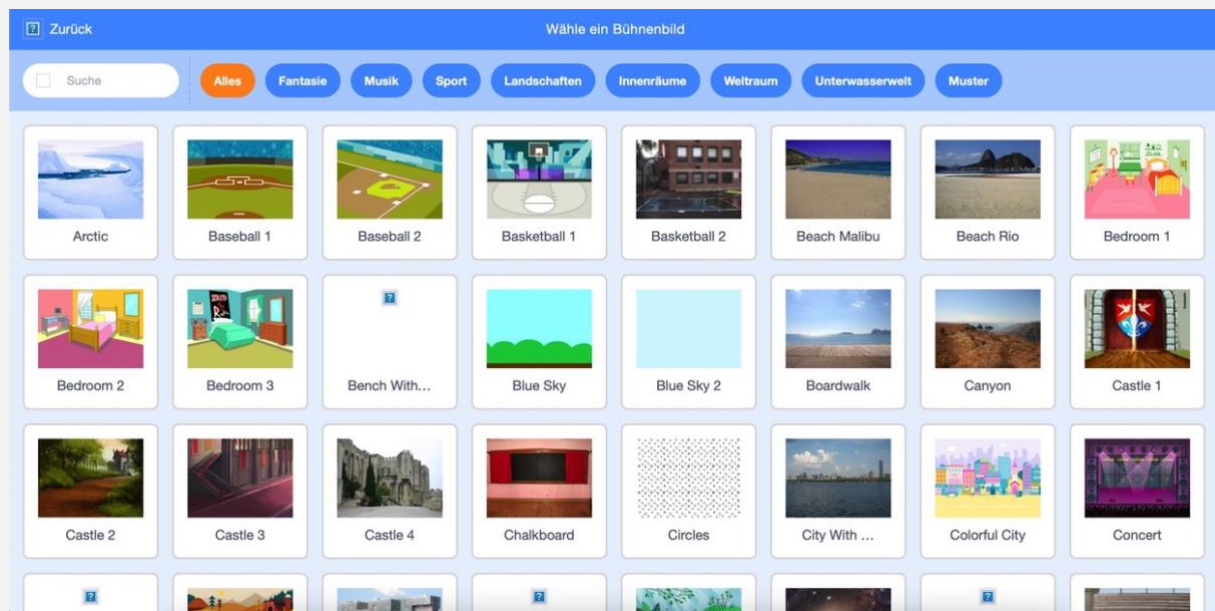 Zurück
Wähle ein Bühnenbild
Suche
Alles
Fantasie
Musik
Sport
Landschaften
Innenräume
Weltraum
Unterwasserwelt
Muster
Arctic
Baseball 1
Baseball 2
Basketball 1
Basketball 2
Beach Malibu
Beach Rio
Bedroom 1
Bedroom 2
Bedroom 3
Bench With...
Blue Sky
Blue Sky 2
Boardwalk
Canyon
Castle 1
Castle 2
Castle 3
Castle 4
Chalkboard
Circles
City With ...
Colorful City
Concert